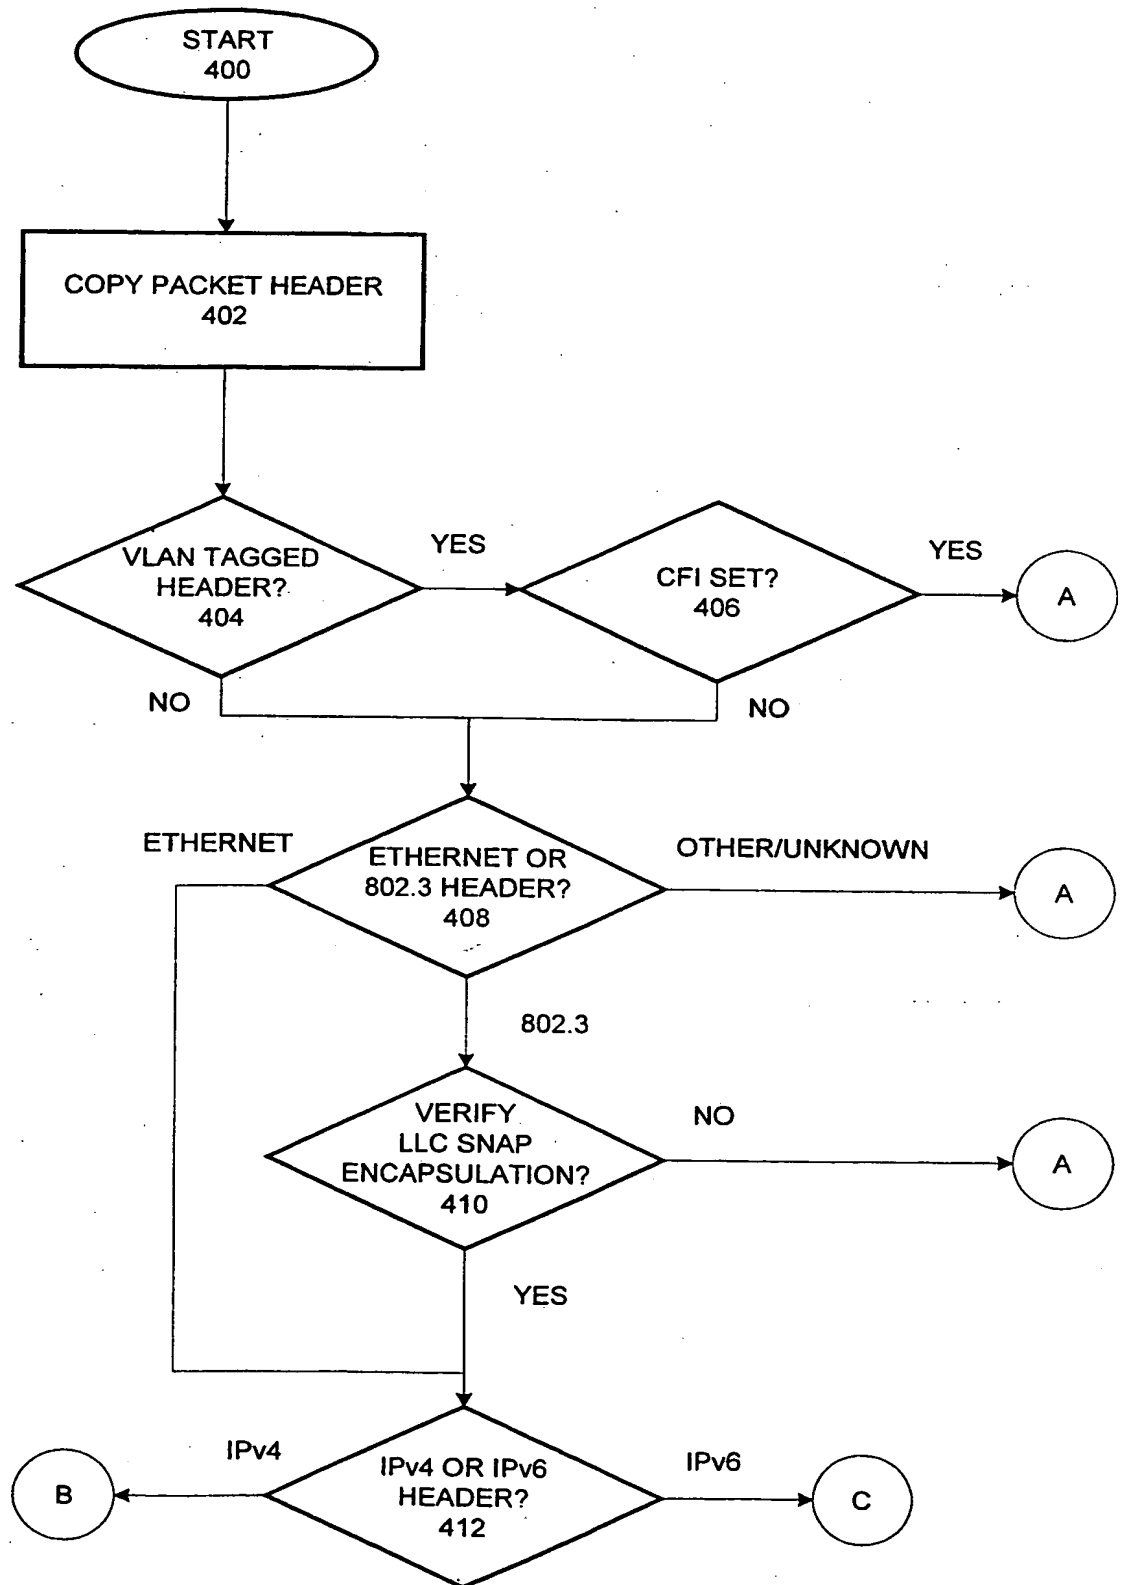 START
400
COPY PACKET HEADER
402
VLAN TAGGED
HEADER?
404
YES
CFI SET?
406
YES
A
NO
NO
ETHERNET
ETHERNET OR
802.3 HEADER?
408
OTHER/UNKNOWN
A
802.3
VERIFY
LLC SNAP
ENCAPSULATION?
410
NO
A
YES
IPv4
IPv4 OR IPv6
HEADER?
412
IPv6
B
C